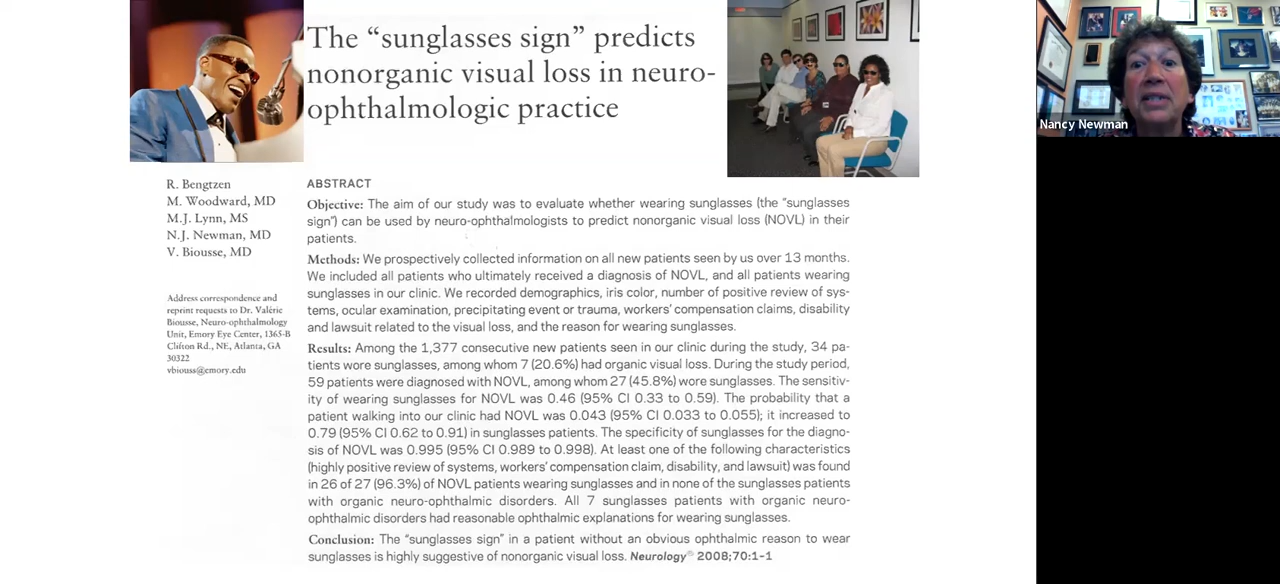 The “sunglasses sign” predicts
nonorganic visual loss in neuro-
ophthalmologic practice
R. Bengtzen
M. Woodward, MD
M.J. Lynn, MS
N.J. Newman, MD
V. Biousse, MD
Address correspondence and
reprint requests to Dr. Valérie
Biousse, Neuro-ophthalmology
Unit, Emory Eye Center, 1365-B
Clifton Rd., NE, Atlanta, GA
30322
vbiouss@emory.edu
ABSTRACT
Objective: The aim of our study was to evaluate whether wearing sunglasses (the “sunglasses
sign”) can be used by neuro-ophthalmologists to predict nonorganic visual loss (NOVL) in their
patients.
Methods: We prospectively collected information on all new patients seen by us over 13 months.
We included all patients who ultimately received a diagnosis of NOVL, and all patients wearing
sunglasses in our clinic. We recorded demographics, iris color, number of positive review of sys-
tems, ocular examination, precipitating event or trauma, workers' compensation claims, disability
and lawsuit related to the visual loss, and the reason for wearing sunglasses.
Results: Among the 1,377 consecutive new patients seen in our clinic during the study, 34 pa-
tients wore sunglasses, among whom 7 (20.6%) had organic visual loss. During the study period,
59 patients were diagnosed with NOVL, among whom 27 (45.8%) wore sunglasses. The sensitiv-
ity of wearing sunglasses for NOVL was 0.46 (95% CI 0.33 to 0.59). The probability that a
patient walking into our clinic had NOVL was 0.043 (95% CI 0.033 to 0.055); it increased to
0.79 (95% CI 0.62 to 0.91) in sunglasses patients. The specificity of sunglasses for the diagno-
sis of NOVL was 0.995 (95% CI 0.989 to 0.998). At least one of the following characteristics
(highly positive review of systems, workers' compensation claim, disability, and lawsuit) was found
in 26 of 27 (96.3%) of NOVL patients wearing sunglasses and in none of the sunglasses patients
with organic neuro-ophthalmic disorders. All 7 sunglasses patients with organic neuro-
ophthalmic disorders had reasonable ophthalmic explanations for wearing sunglasses.
Conclusion: The “sunglasses sign” in a patient without an obvious ophthalmic reason to wear
sunglasses is highly suggestive of nonorganic visual loss. Neurology® 2008;70:1–1
Nancy Newman